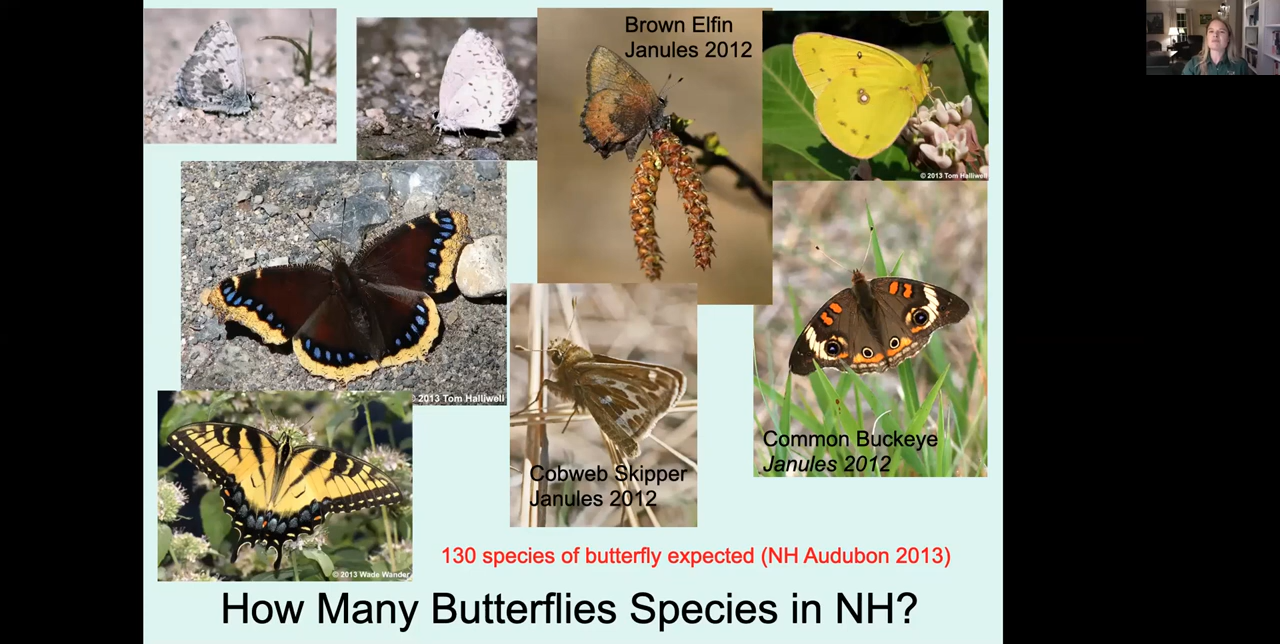 Brown Elfin
Janules 2012
© 2013 Tom Halliwell
© 2013 Tom Halliwell
Common Buckeye
Janules 2012
Cobweb Skipper
Janules 2012
© 2013 Wade Wander
130 species of butterfly expected (NH Audubon 2013)
How Many Butterflies Species in NH?